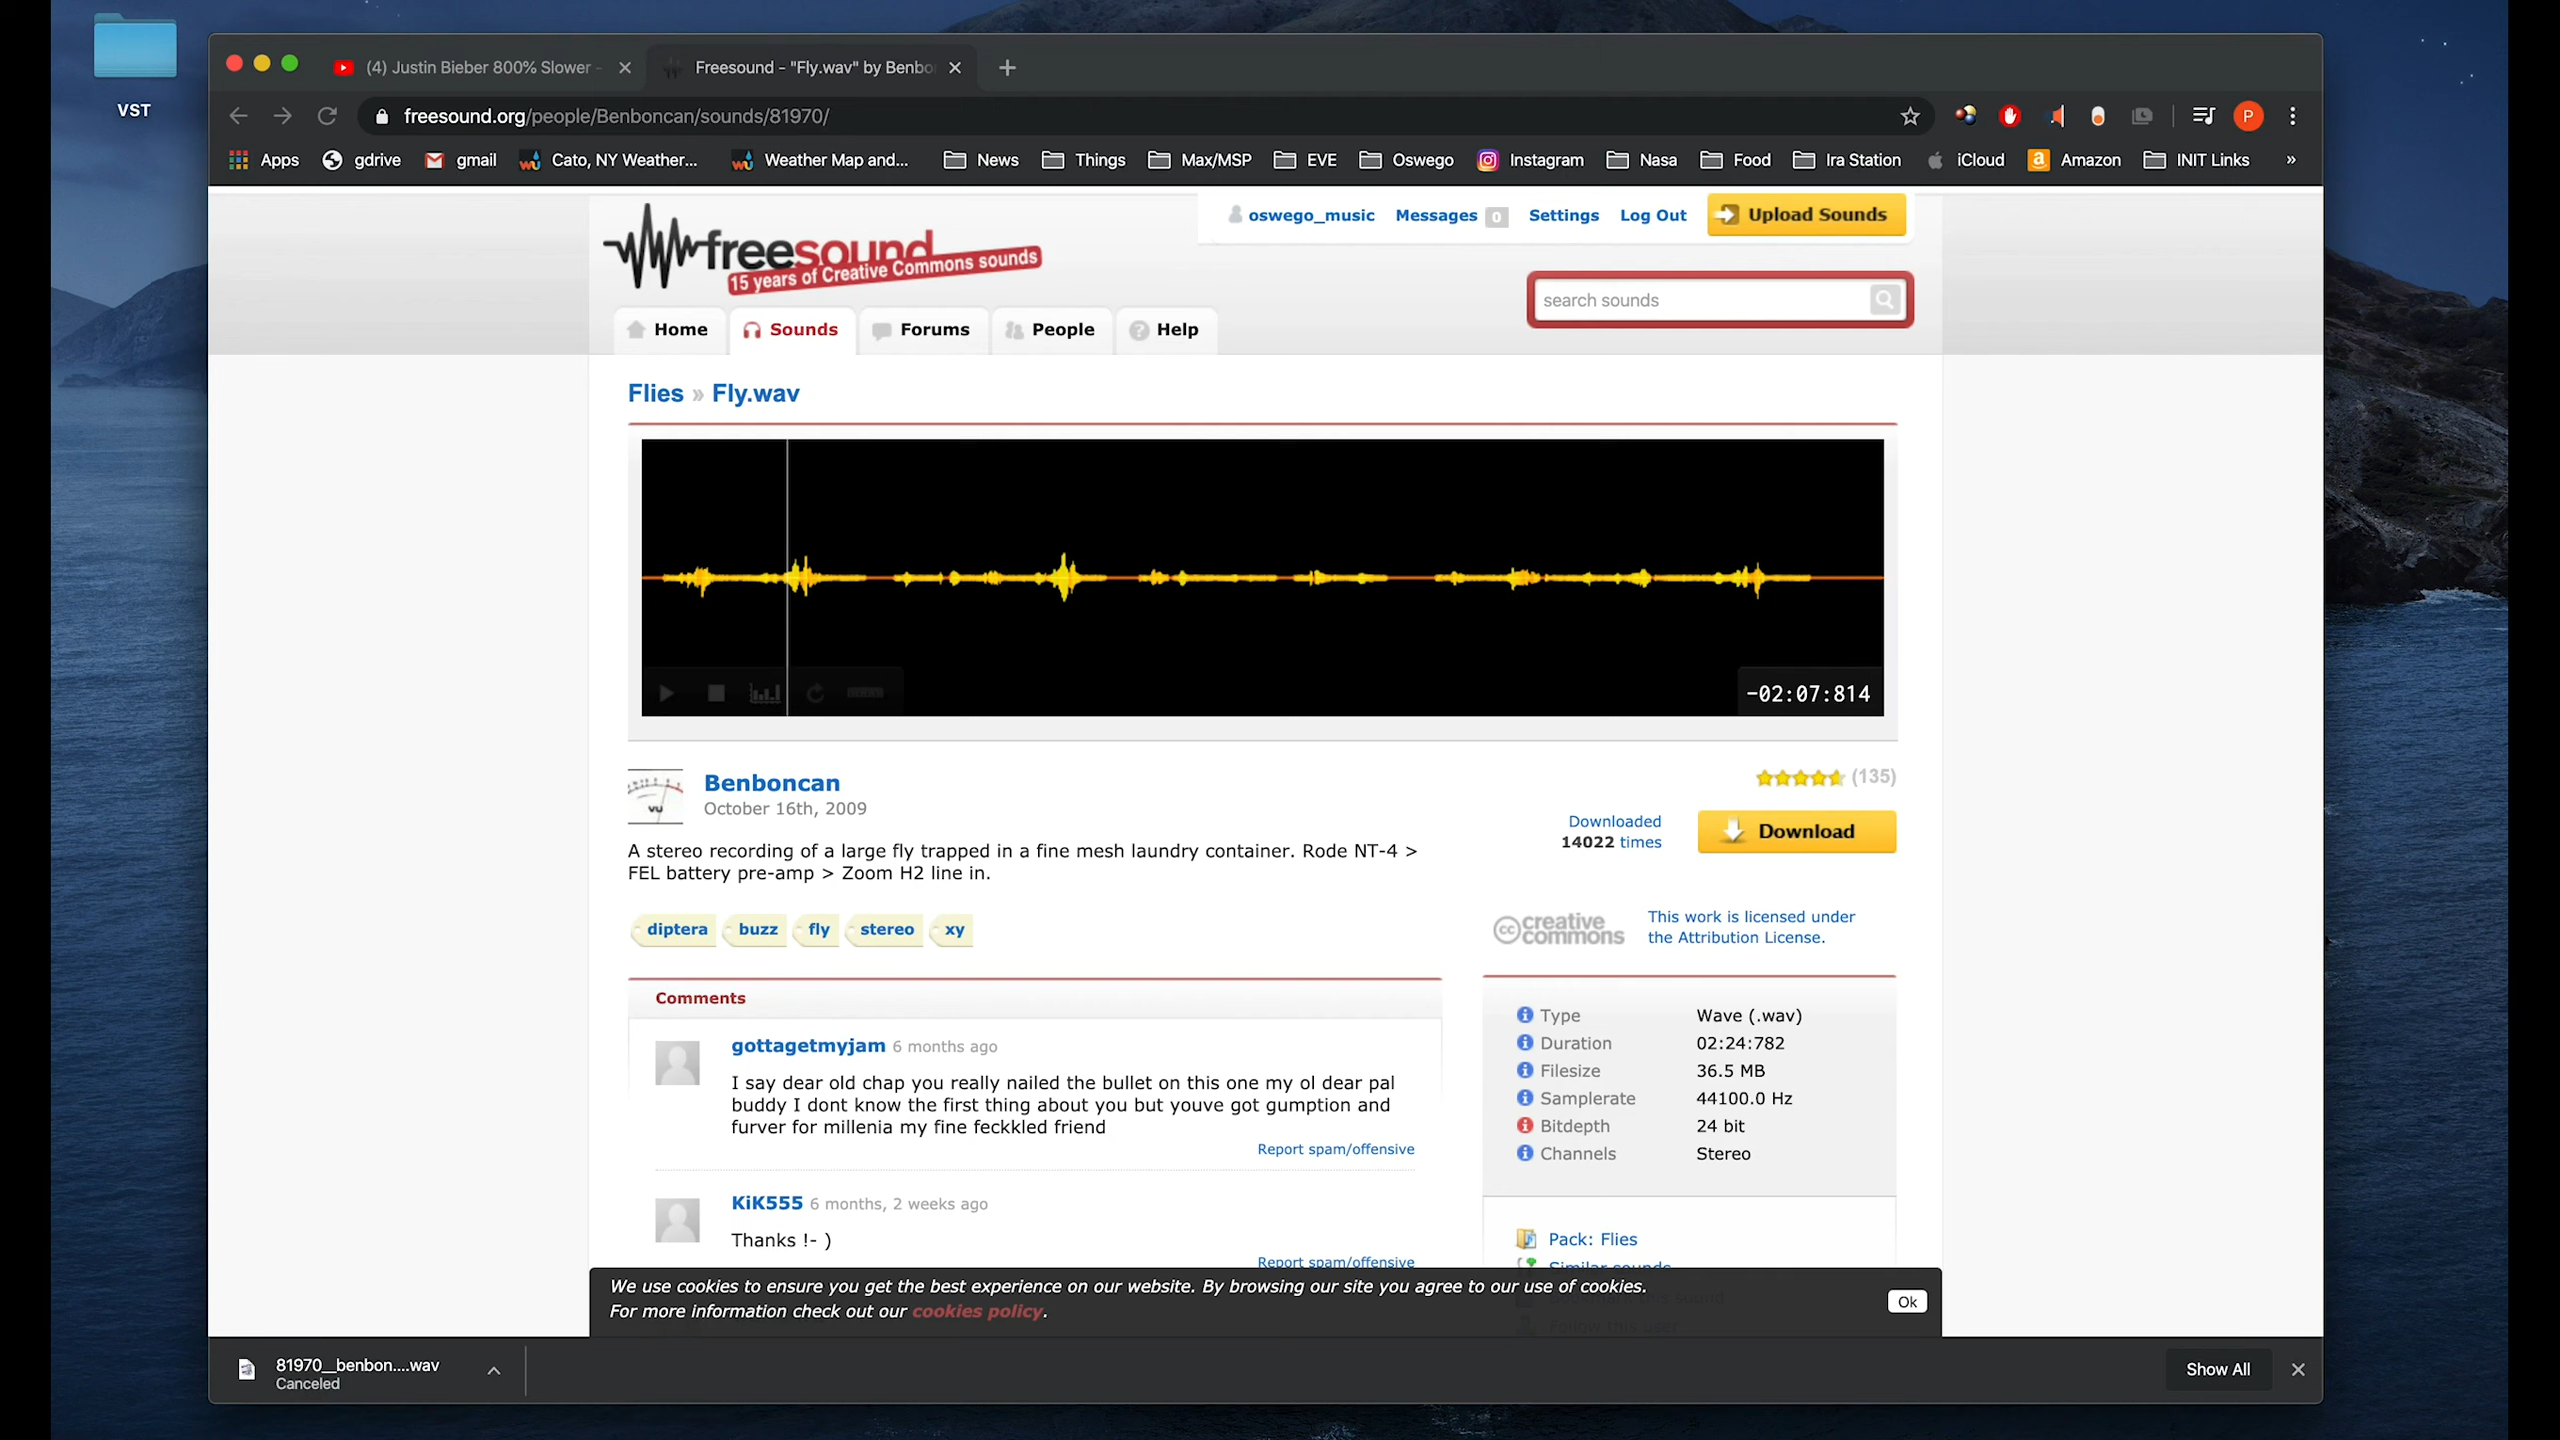 VST
(4) Justin Bieber 800% Slower -
Freesound - "Fly.wav" by Benbo
freesound.org/people/Benboncan/sounds/81970/
P
Apps gdrive gmail Cato, NY Weather... Weather Map and... News Things Max/MSP EVE Oswego Instagram Nasa Food Ira Station iCloud Amazon INIT Links »
oswego_music Messages 0 Settings Log Out Upload Sounds
freesound
15 years of Creative Commons sounds
search sounds
Home Sounds Forums People Help
Flies » Fly.wav
-02:07:814
VU
Benboncan
October 16th, 2009
(135)
Downloaded
14022 times
Download
A stereo recording of a large fly trapped in a fine mesh laundry container. Rode NT-4 >
FEL battery pre-amp > Zoom H2 line in.
diptera buzz fly stereo xy
cc creative commons
This work is licensed under
the Attribution License.
Comments
gottagetmyjam 6 months ago
I say dear old chap you really nailed the bullet on this one my ol dear pal
buddy I dont know the first thing about you but youve got gumption and
furver for millenia my fine feckkled friend
Report spam/offensive
KiK555 6 months, 2 weeks ago
Thanks !- )
Report spam/offensive
Type Wave (.wav)
Duration 02:24:782
Filesize 36.5 MB
Samplerate 44100.0 Hz
Bitdepth 24 bit
Channels Stereo
Pack: Flies
Similar sounds
We use cookies to ensure you get the best experience on our website. By browsing our site you agree to our use of cookies.
For more information check out our cookies policy.
Ok
Follow this user
81970__benbon....wav
Canceled
Show All